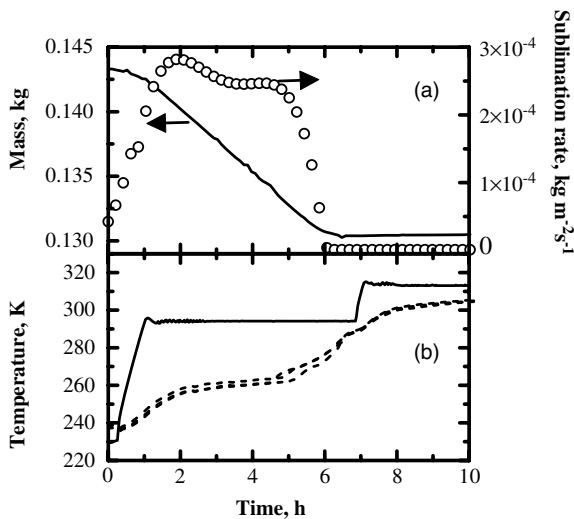 0.145
0.140
0.135
0.130
Mass, kg
(a)
3×10⁻⁴
2×10⁻⁴
1×10⁻⁴
0
Sublimation rate, kg m⁻²s⁻¹
320
300
280
260
240
220
Temperature, K
(b)
0 2 4 6 8 10
Time, h